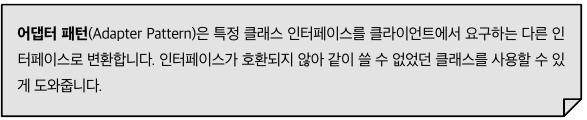 어댑터 패턴(Adapter Pattern)은 특정 클래스 인터페이스를 클라이언트에서 요구하는 다른 인
터페이스로 변환합니다. 인터페이스가 호환되지 않아 같이 쓸 수 없었던 클래스를 사용할 수 있
게 도와줍니다.